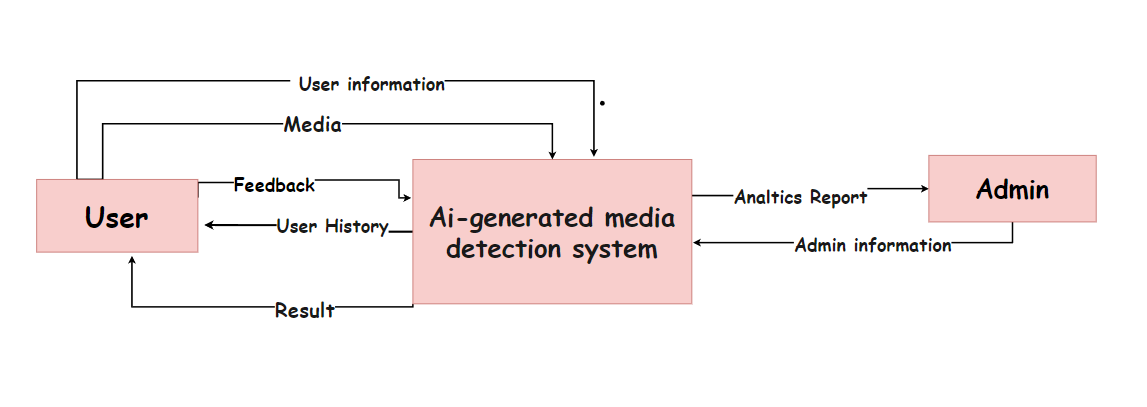 User information
Media
Feedback
User
User History
Ai-generated media
detection system
Result
Analtics Report
Admin
Admin information